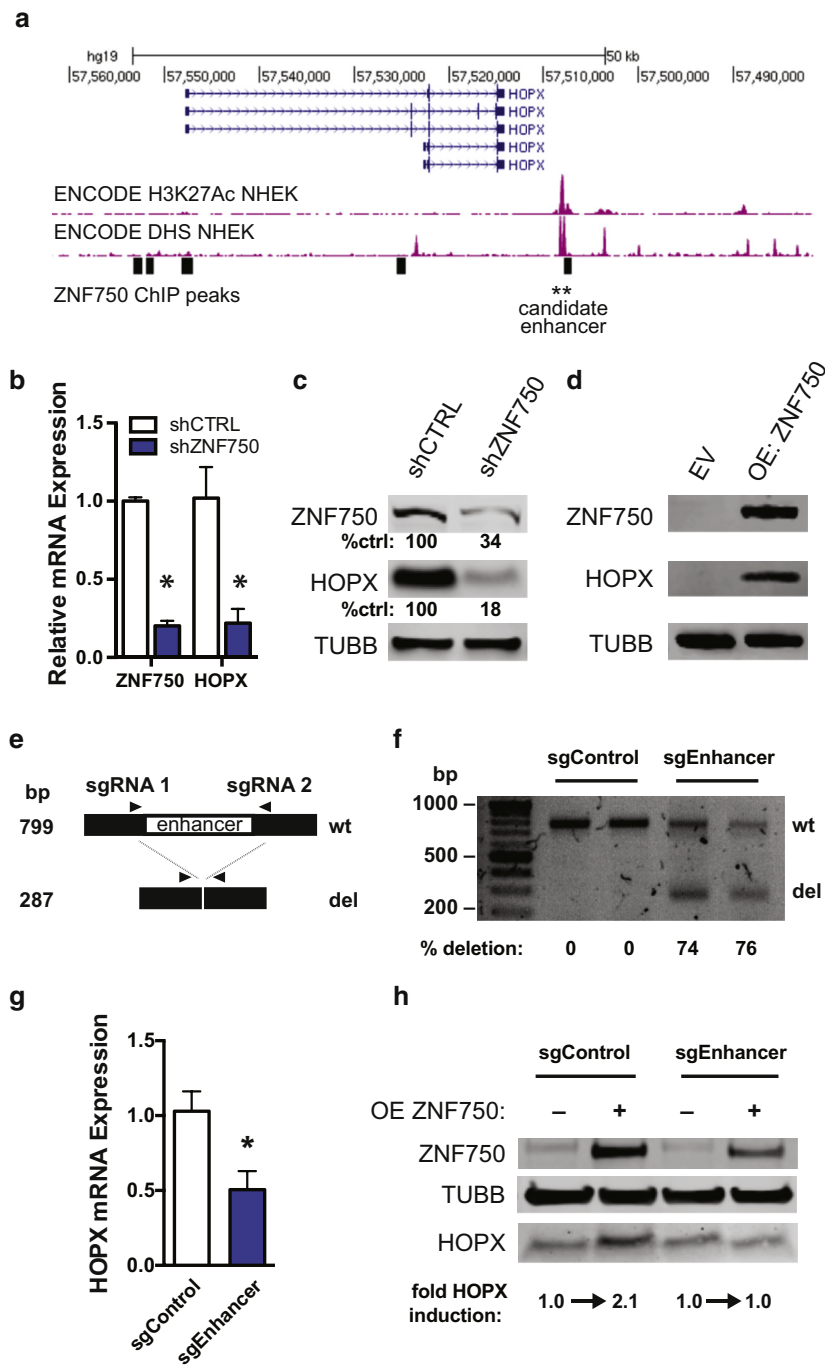 a
hg19 50 kb
57,560,000 57,550,000 57,540,000 57,530,000 57,520,000 57,510,000 57,500,000 57,490,000
HOPX
HOPX
HOPX
HOPX
HOPX
ENCODE H3K27Ac NHEK
ENCODE DHS NHEK
ZNF750 ChIP peaks
**
candidate
enhancer
b
Relative mRNA Expression
1.5
1.0
0.5
0.0
shCTRL
shZNF750
* *
ZNF750 HOPX
c
shCTRL shZNF750
ZNF750
%ctrl: 100 34
HOPX
%ctrl: 100 18
TUBB
d
EV OE: ZNF750
ZNF750
HOPX
TUBB
e
bp sgRNA 1 sgRNA 2
799 enhancer wt
287 del
f
sgControl sgEnhancer
bp
1000 –
500 –
200 –
wt
del
% deletion: 0 0 74 76
g
HOPX mRNA Expression
1.5
1.0
0.5
0.0
*
sgControl
sgEnhancer
h
sgControl sgEnhancer
OE ZNF750: – + – +
ZNF750
TUBB
HOPX
fold HOPX
induction: 1.0 → 2.1 1.0 → 1.0